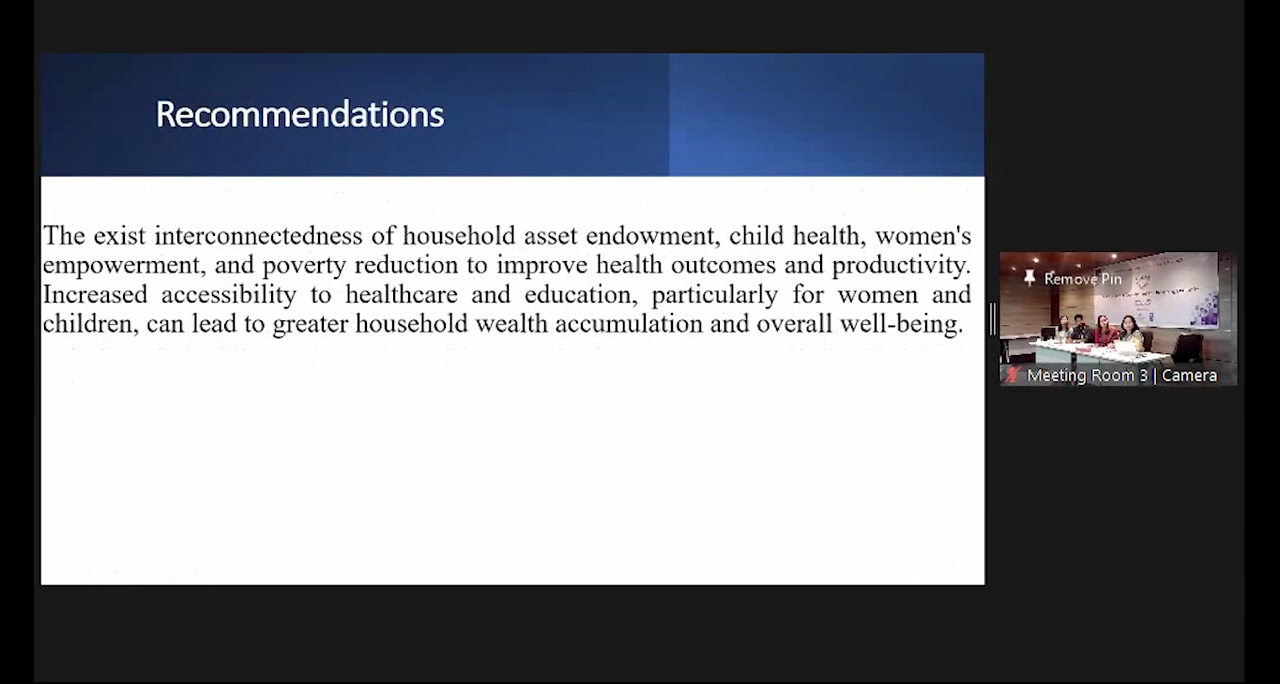 Recommendations
The exist interconnectedness of household asset endowment, child health, women's
empowerment, and poverty reduction to improve health outcomes and productivity.
Increased accessibility to healthcare and education, particularly for women and
children, can lead to greater household wealth accumulation and overall well-being.
Remove Pin
Meeting Room 3 | Camera